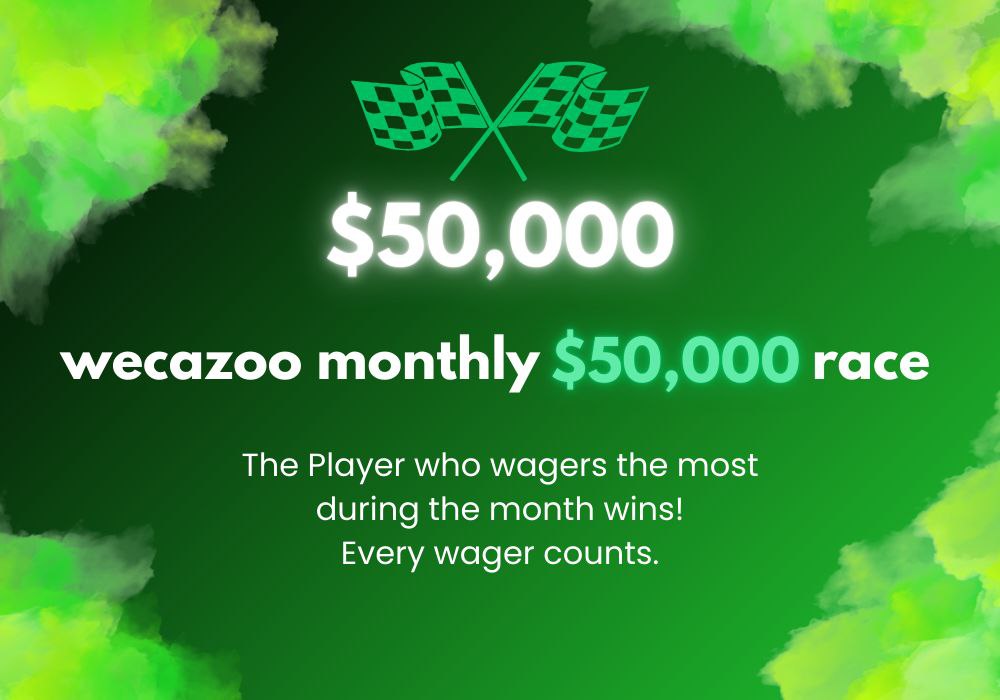 $50,000
wecazoo monthly $50,000 race
The Player who wagers the most
during the month wins!
Every wager counts.